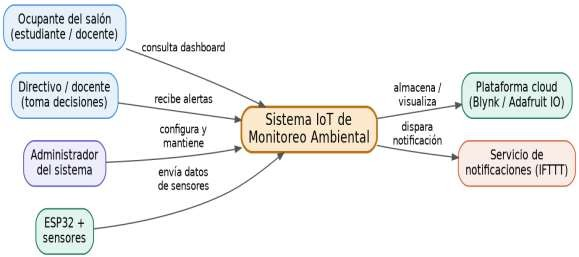 Ocupante del salón
(estudiante / docente)
consulta dashboard
Directivo / docente
(toma decisiones)
recibe alertas
Administrador
del sistema
configura y
mantiene
ESP32 +
sensores
envía datos
de sensores
Sistema IoT de
Monitoreo Ambiental
almacena /
visualiza
Plataforma cloud
(Blynk / Adafruit IO)
dispara
notificación
Servicio de
notificaciones (IFTTT)